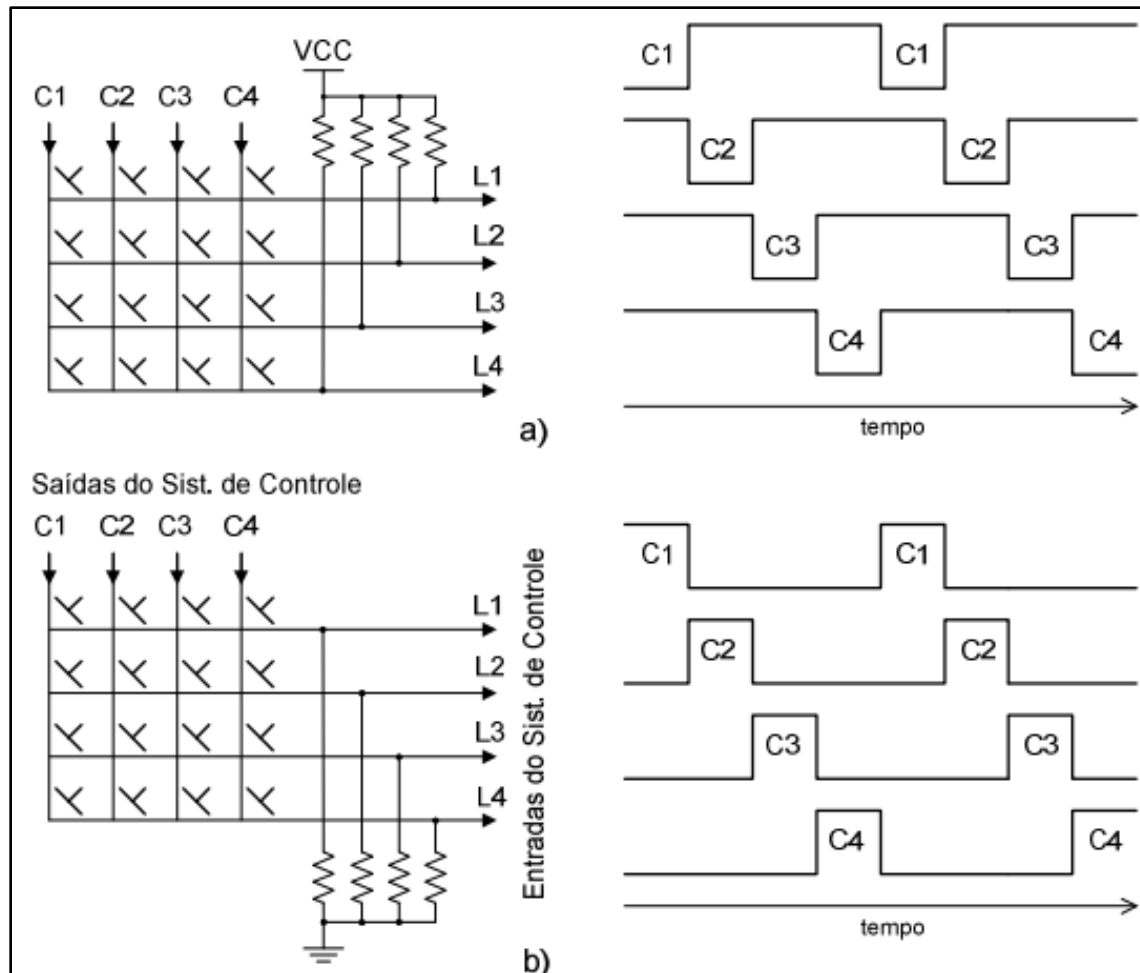 VCC
C1 C2 C3 C4
L1
L2
L3
L4
C1 C1
C2 C2
C3 C3
C4 C4
tempo
a)
Saídas do Sist. de Controle
C1 C2 C3 C4
L1
L2
L3
L4
Entradas do Sist. de Controle
C1 C1
C2 C2
C3 C3
C4 C4
tempo
b)